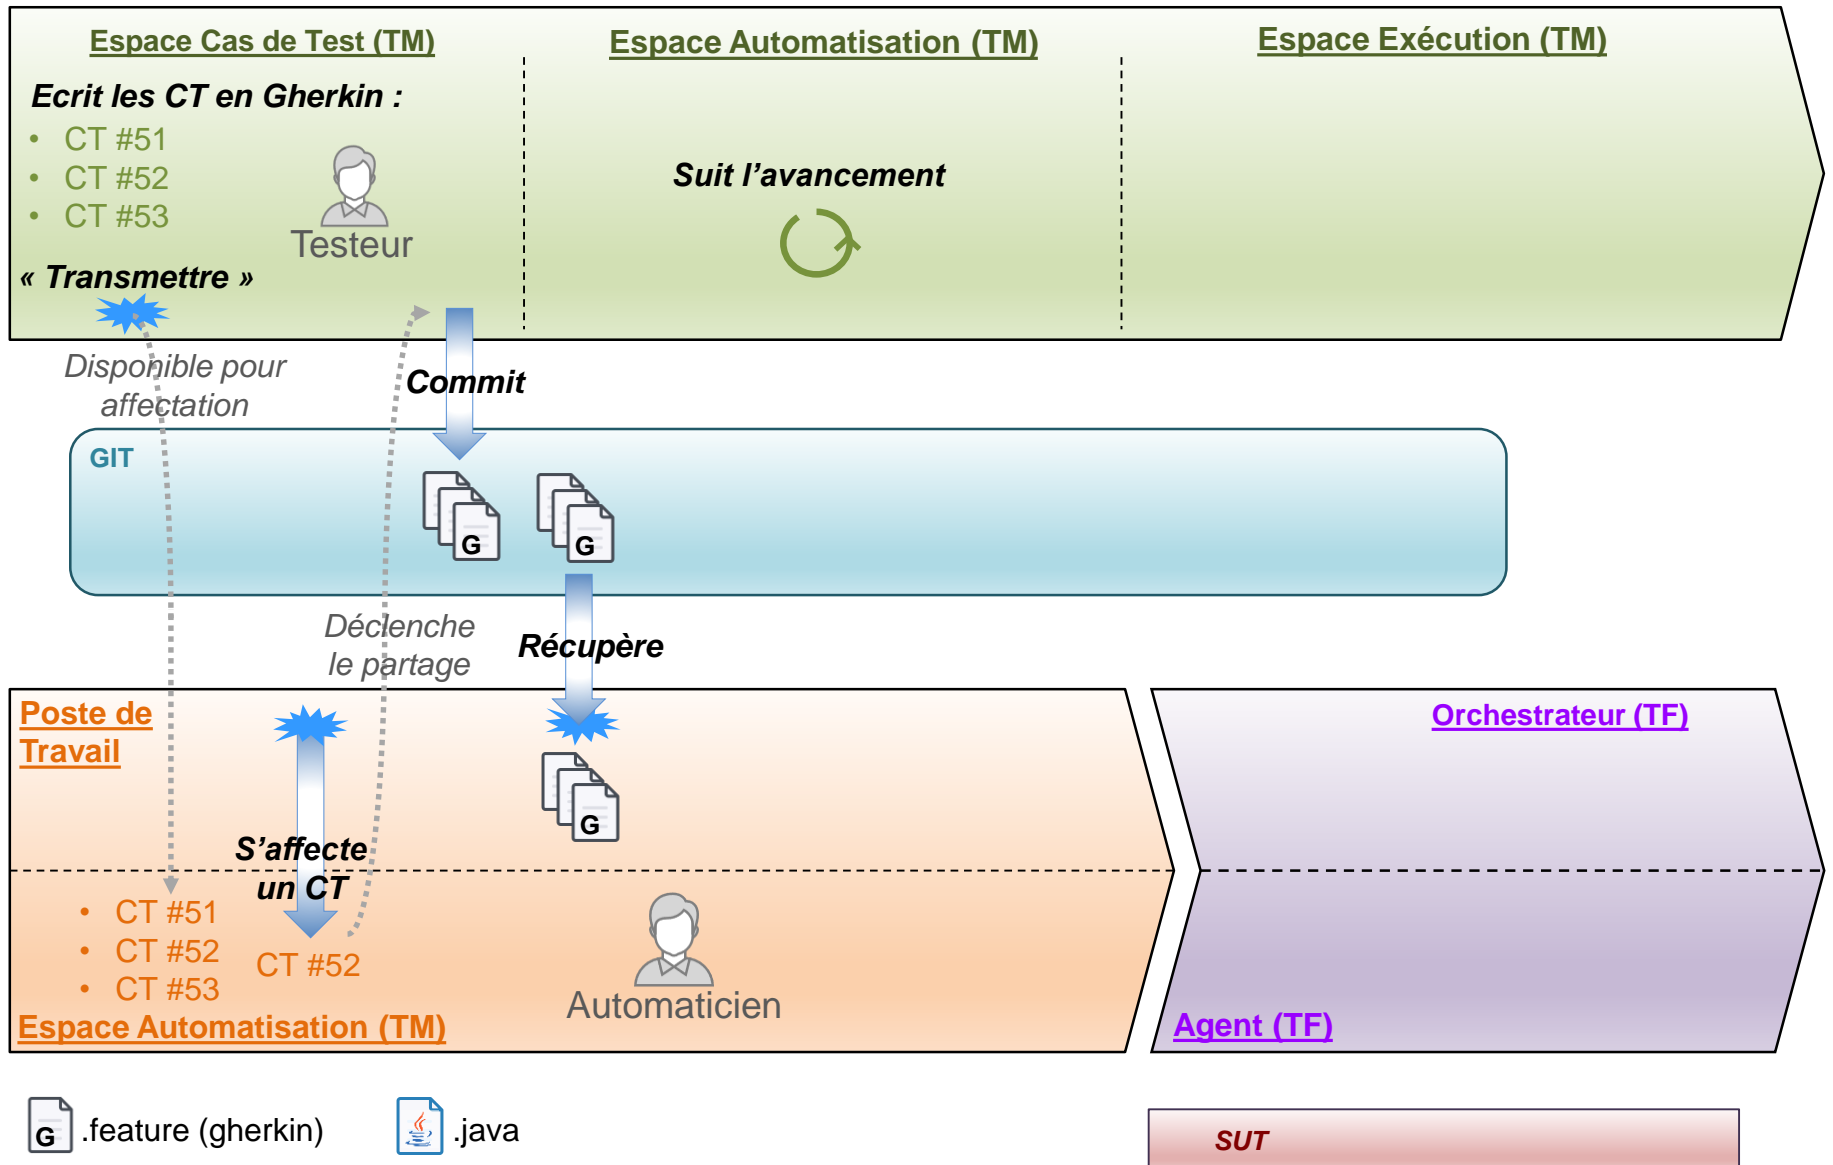 Espace Cas de Test (TM)
Espace Automatisation (TM)
Espace Exécution (TM)
Ecrit les CT en Gherkin :
• CT #51
• CT #52
• CT #53
Testeur
Suit l’avancement
« Transmettre »
Disponible pour
affectation
Commit
GIT
G
G
Déclenche
le partage
Récupère
Poste de
Travail
Orchestrateur (TF)
G
S’affecte
un CT
• CT #51
• CT #52
• CT #53
CT #52
Automaticien
Espace Automatisation (TM)
Agent (TF)
G .feature (gherkin)
.java
SUT